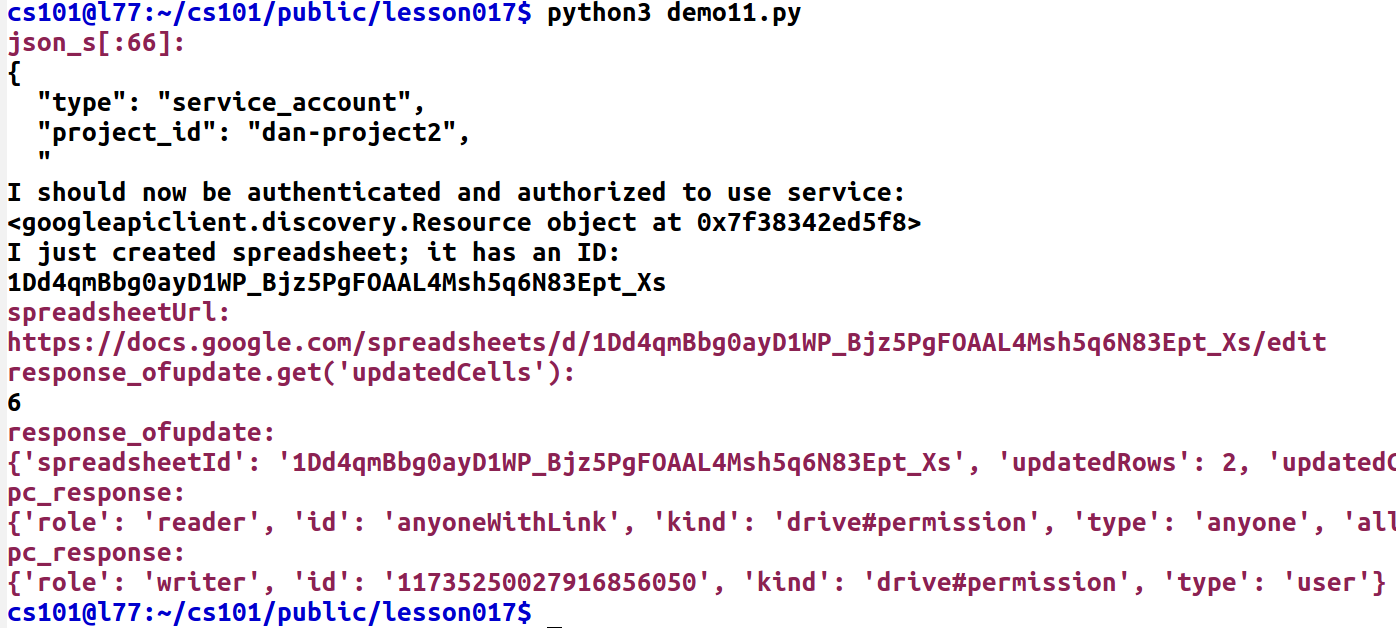 cs101@l77:~/cs101/public/lesson017$ python3 demo11.py
json_s[:66]:
{
  "type": "service_account",
  "project_id": "dan-project2",
  "
I should now be authenticated and authorized to use service:
<googleapiclient.discovery.Resource object at 0x7f38342ed5f8>
I just created spreadsheet; it has an ID:
1Dd4qmBbg0ayD1WP_Bjz5PgFOAAL4Msh5q6N83Ept_Xs
spreadsheetUrl:
https://docs.google.com/spreadsheets/d/1Dd4qmBbg0ayD1WP_Bjz5PgFOAAL4Msh5q6N83Ept_Xs/edit
response_ofupdate.get('updatedCells'):
6
response_ofupdate:
{'spreadsheetId': '1Dd4qmBbg0ayD1WP_Bjz5PgFOAAL4Msh5q6N83Ept_Xs', 'updatedRows': 2, 'updatedC
pc_response:
{'role': 'reader', 'id': 'anyoneWithLink', 'kind': 'drive#permission', 'type': 'anyone', 'all
pc_response:
{'role': 'writer', 'id': '11735250027916856050', 'kind': 'drive#permission', 'type': 'user'}
cs101@l77:~/cs101/public/lesson017$ _